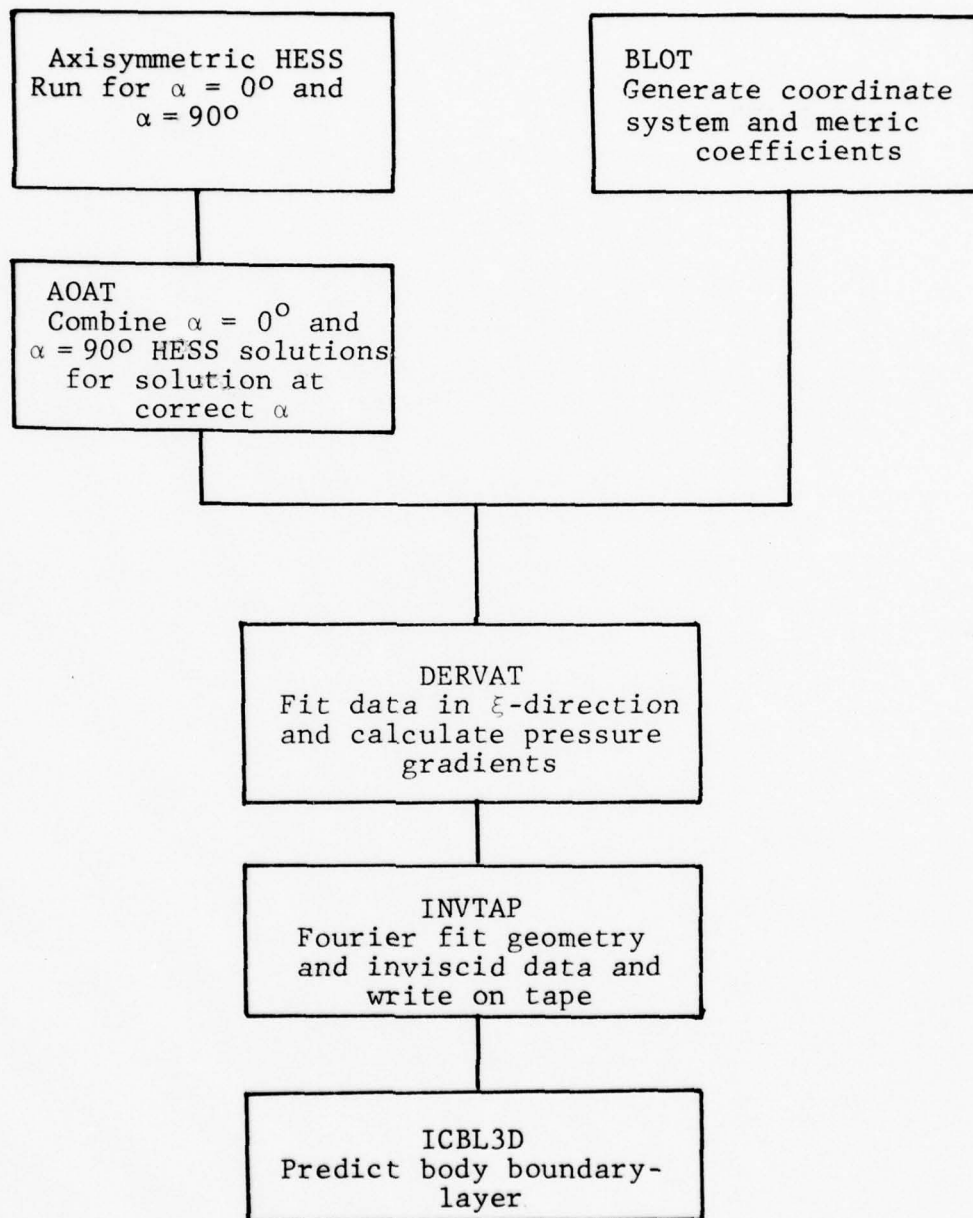 Axisymmetric HESS
Run for α = 0° and
α = 90°
BLOT
Generate coordinate
system and metric
coefficients
AOAT
Combine α = 0° and
α = 90° HESS solutions
for solution at
correct α
DERVAT
Fit data in ξ-direction
and calculate pressure
gradients
INVTAP
Fourier fit geometry
and inviscid data and
write on tape
ICBL3D
Predict body boundary-
layer